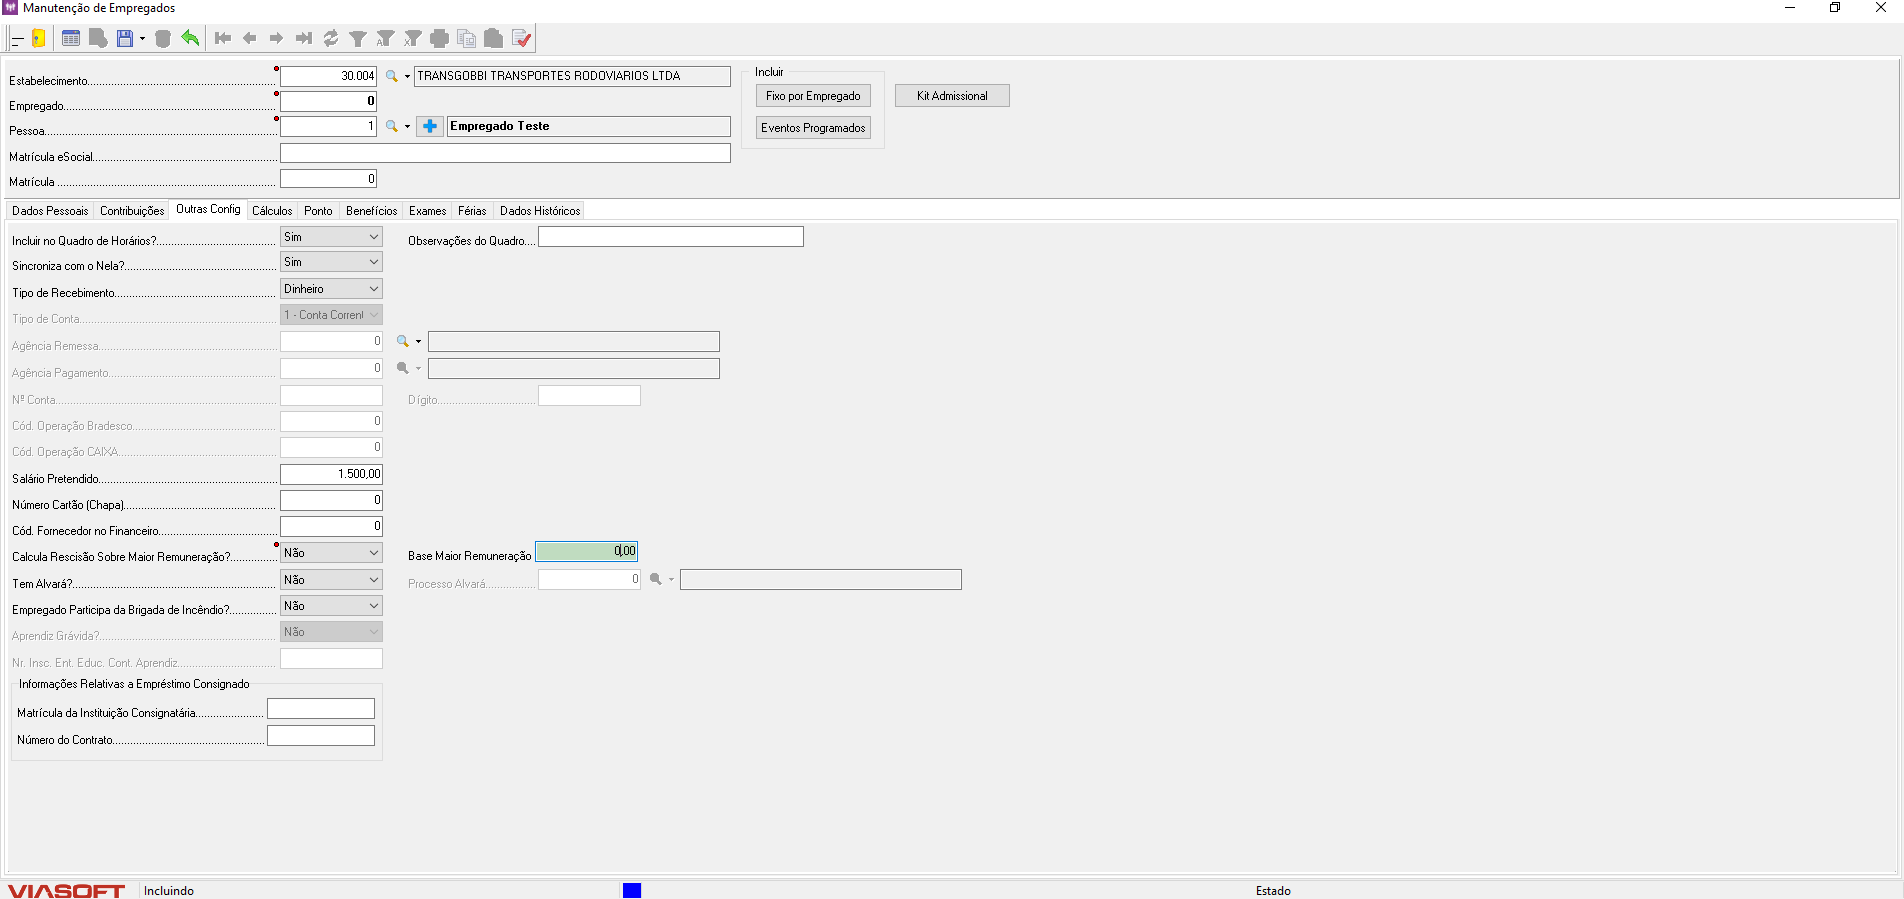 Manutenção de Empregados
Estabelecimento 30.004 TRANSGOBBI TRANSPORTES RODOVIARIOS LTDA
Empregado 0
Pessoa 1 Empregado Teste
Matrícula eSocial
Matrícula 0
Incluir
Fixo por Empregado
Eventos Programados
Kit Admissional
Dados Pessoais Contribuições Outras Config Cálculos Ponto Benefícios Exames Férias Dados Históricos
Incluir no Quadro de Horários? Sim Observações do Quadro
Sincroniza com o Nela? Sim
Tipo de Recebimento Dinheiro
Tipo de Conta 1 - Conta Corrent
Agência Remessa 0
Agência Pagamento 0
Nº Conta Dígito
Cód. Operação Bradesco 0
Cód. Operação CAIXA 0
Salário Pretendido 1.500,00
Número Cartão (Chapa) 0
Cód. Fornecedor no Financeiro 0
Calcula Rescisão Sobre Maior Remuneração? Não Base Maior Remuneração 0,00
Tem Alvará? Não Processo Alvará 0
Empregado Participa da Brigada de Incêndio? Não
Aprendiz Grávida? Não
Nr. Insc. Ent. Educ. Cont. Aprendiz
Informações Relativas a Empréstimo Consignado
Matrícula da Instituição Consignatária
Número do Contrato
VIASOFT Incluindo Estado